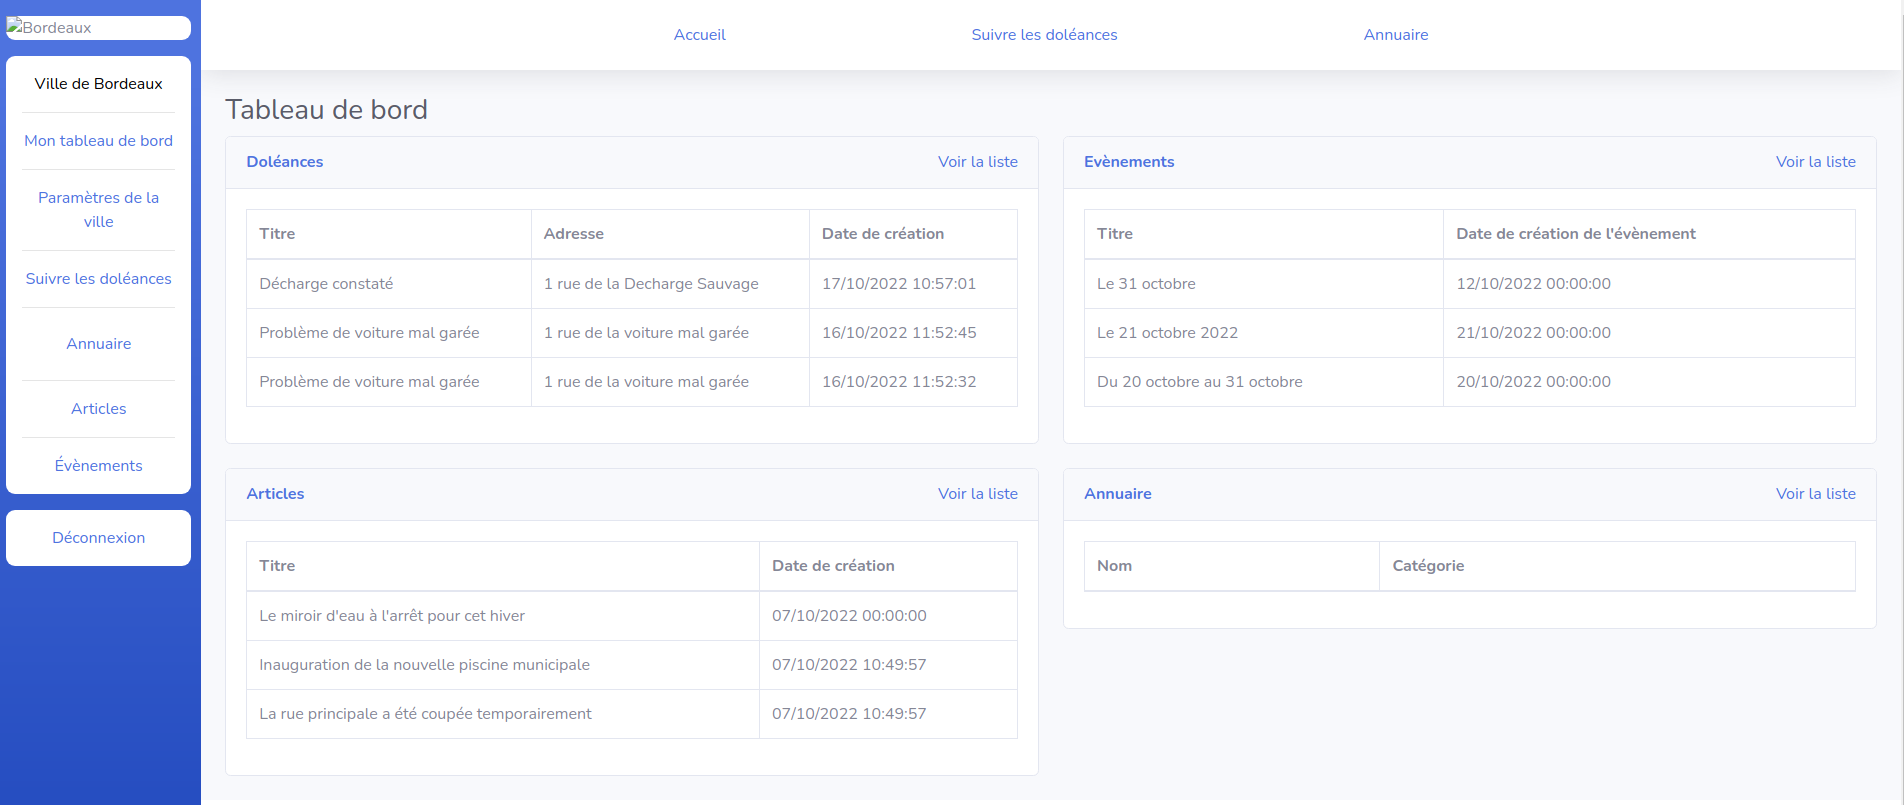 Bordeaux
Ville de Bordeaux
Mon tableau de bord
Paramètres de la
ville
Suivre les doléances
Annuaire
Articles
Évènements
Déconnexion
Accueil Suivre les doléances Annuaire
Tableau de bord
Doléances Voir la liste
Titre Adresse Date de création
Décharge constaté 1 rue de la Decharge Sauvage 17/10/2022 10:57:01
Problème de voiture mal garée 1 rue de la voiture mal garée 16/10/2022 11:52:45
Problème de voiture mal garée 1 rue de la voiture mal garée 16/10/2022 11:52:32
Evènements Voir la liste
Titre Date de création de l'évènement
Le 31 octobre 12/10/2022 00:00:00
Le 21 octobre 2022 21/10/2022 00:00:00
Du 20 octobre au 31 octobre 20/10/2022 00:00:00
Articles Voir la liste
Titre Date de création
Le miroir d'eau à l'arrêt pour cet hiver 07/10/2022 00:00:00
Inauguration de la nouvelle piscine municipale 07/10/2022 10:49:57
La rue principale a été coupée temporairement 07/10/2022 10:49:57
Annuaire Voir la liste
Nom Catégorie